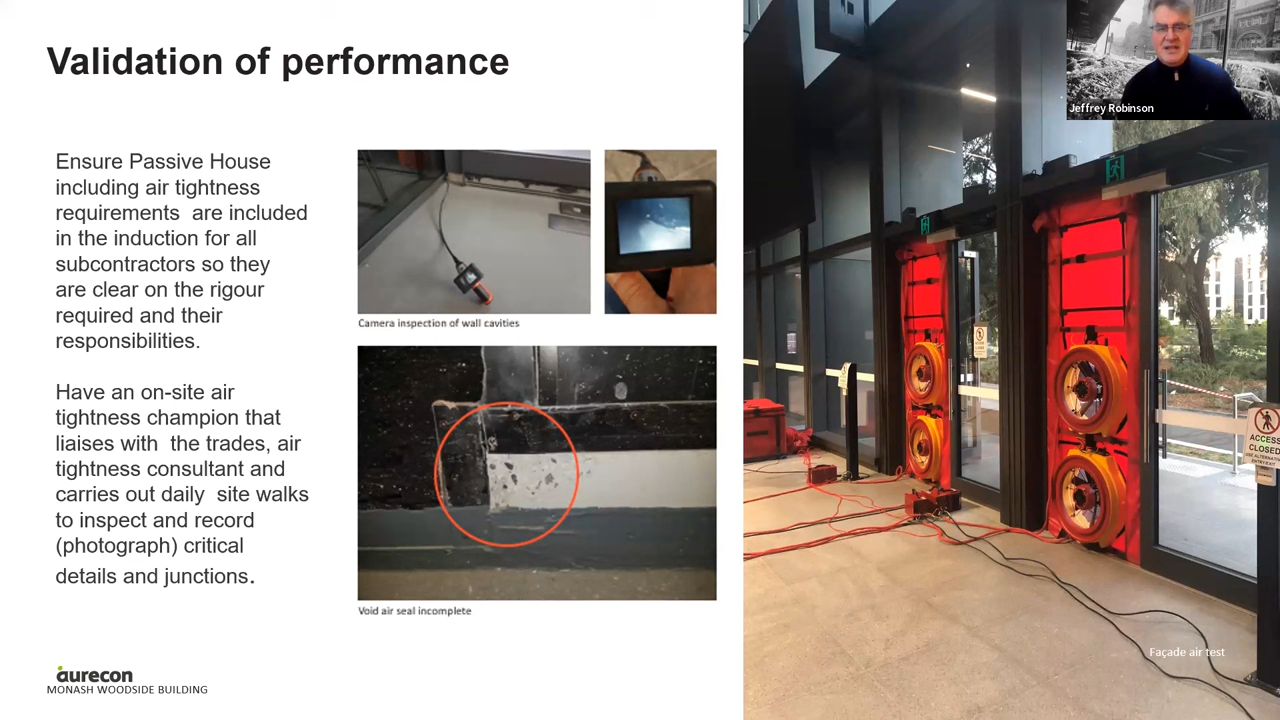 Validation of performance
Ensure Passive House
including air tightness
requirements are included
in the induction for all
subcontractors so they
are clear on the rigour
required and their
responsibilities.
Have an on-site air
tightness champion that
liaises with the trades, air
tightness consultant and
carries out daily site walks
to inspect and record
(photograph) critical
details and junctions.
Camera inspection of wall cavities
Void air seal incomplete
aurecon
MONASH WOODSIDE BUILDING
Jeffrey Robinson
ACCESS
CLOSED
USE ALTERNATIVE
ENTRY/EXIT
Façade air test